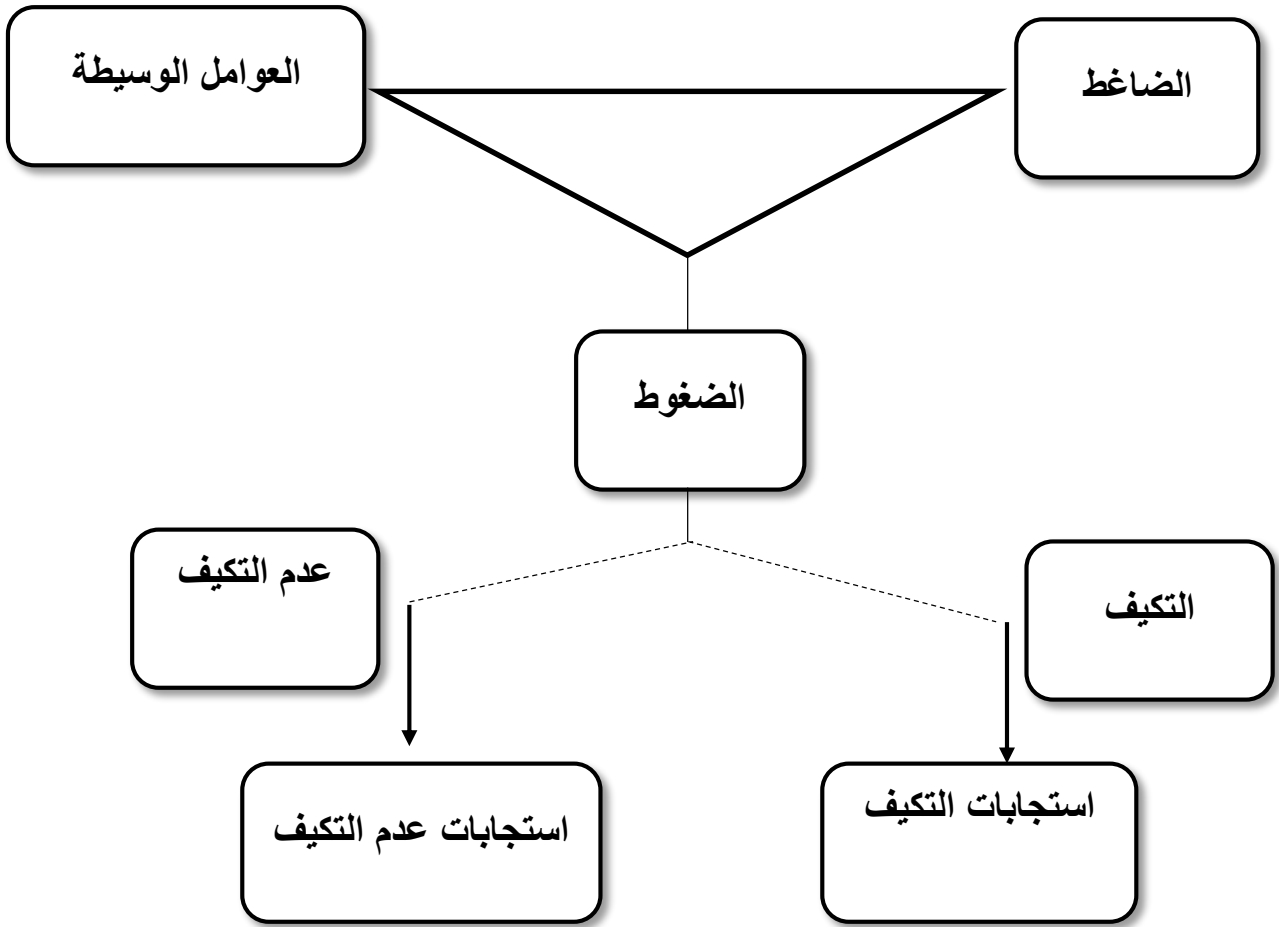 الضاغط
العوامل الوسيطة
الضغوط
التكيف
عدم التكيف
استجابات التكيف
استجابات عدم التكيف